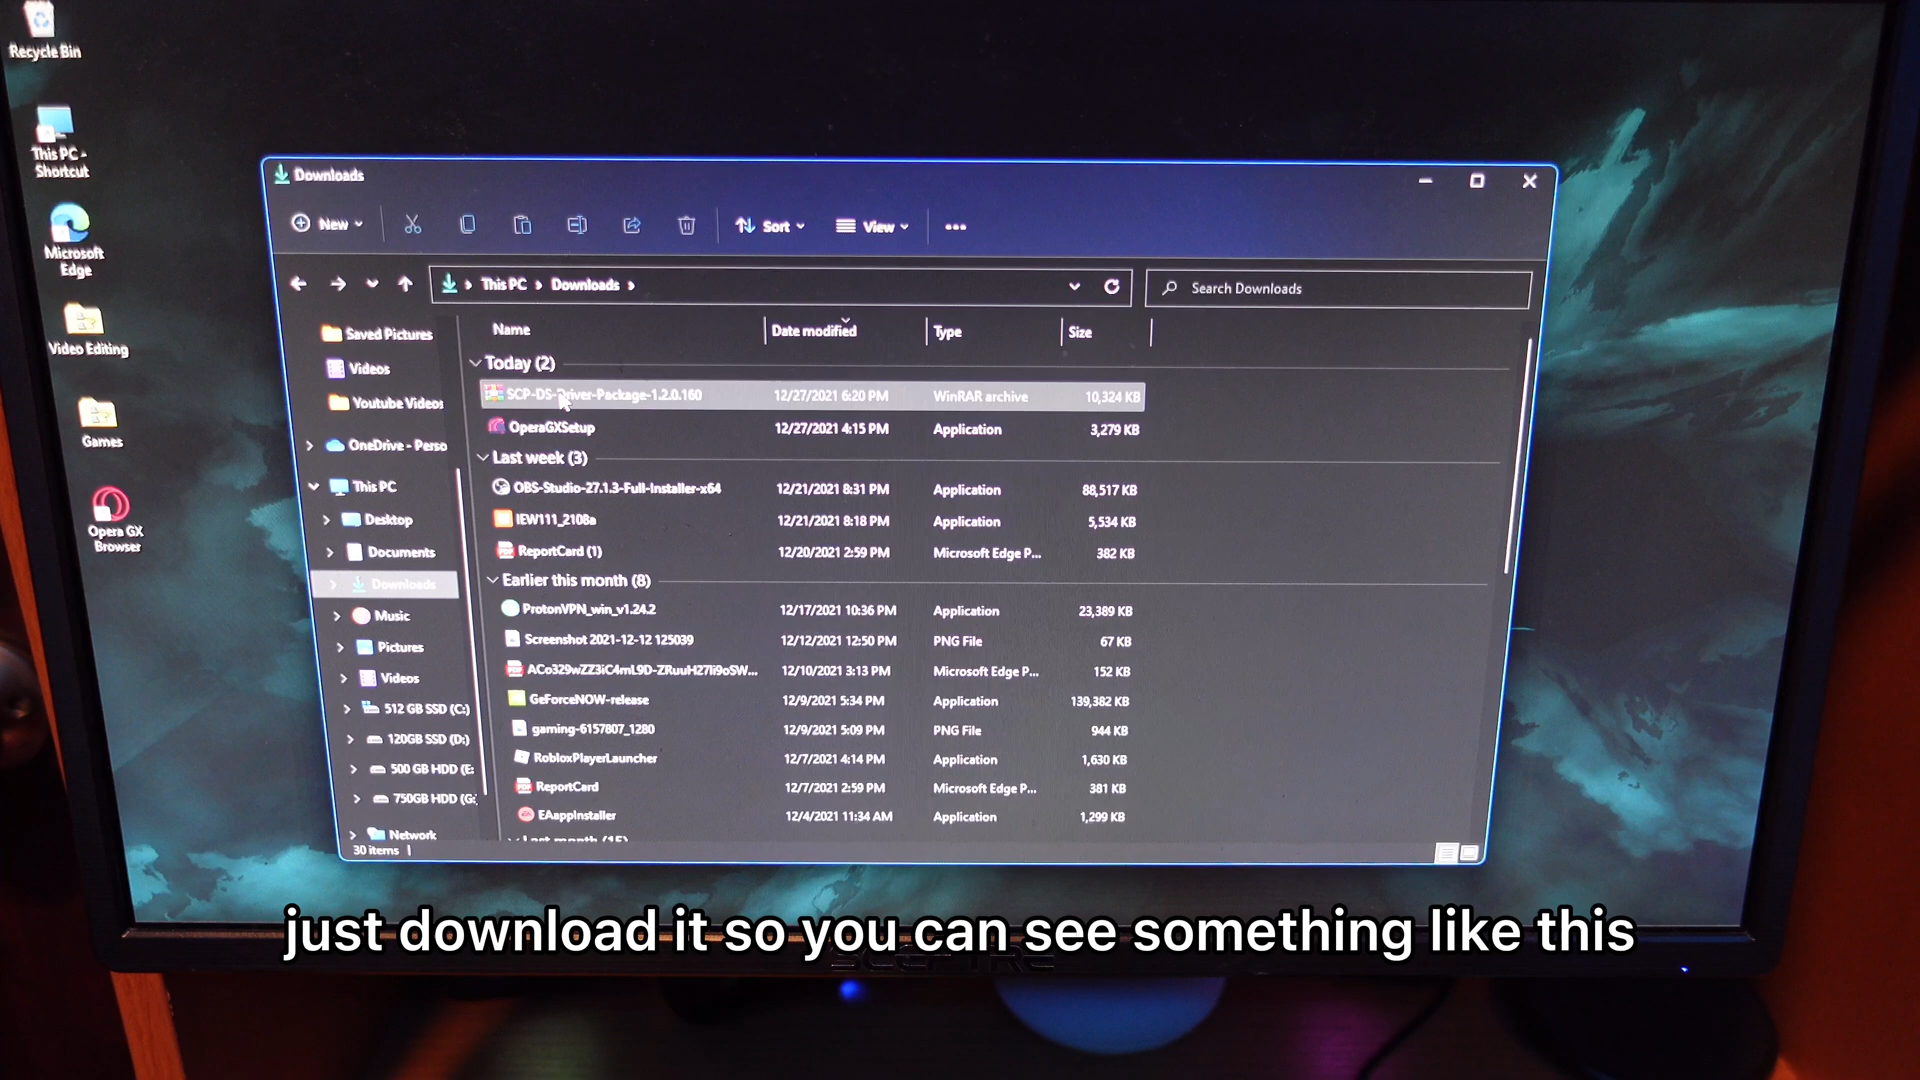 Recycle Bin
This PC - Shortcut
Microsoft Edge
Video Editing
Games
Opera GX Browser
Downloads
New
Sort
View
This PC > Downloads >
Search Downloads
Saved Pictures
Videos
Youtube Videos
OneDrive - Perso
This PC
Desktop
Documents
Downloads
Music
Pictures
Videos
512 GB SSD (C:)
120GB SSD (D:)
500 GB HDD (E:
750GB HDD (G:
Network
Name Date modified Type Size
Today (2)
SCP-DS-Driver-Package-1.2.0.160 12/27/2021 6:20 PM WinRAR archive 10,324 KB
OperaGXSetup 12/27/2021 4:15 PM Application 3,279 KB
Last week (3)
OBS-Studio-27.1.3-Full-Installer-x64 12/21/2021 8:31 PM Application 88,517 KB
IEW111_2108a 12/21/2021 8:18 PM Application 5,534 KB
ReportCard (1) 12/20/2021 2:59 PM Microsoft Edge P... 382 KB
Earlier this month (8)
ProtonVPN_win_v1.24.2 12/17/2021 10:36 PM Application 23,389 KB
Screenshot 2021-12-12 125039 12/12/2021 12:50 PM PNG File 67 KB
12/10/2021 3:13 PM Microsoft Edge P... 152 KB
GeForceNOW-release 12/9/2021 5:34 PM Application 139,382 KB
gaming-6157807_1280 12/9/2021 5:09 PM PNG File 944 KB
RobloxPlayerLauncher 12/7/2021 4:14 PM Application 1,630 KB
ReportCard 12/7/2021 2:59 PM Microsoft Edge P... 381 KB
EAappInstaller 12/4/2021 11:34 AM Application 1,299 KB
Last month (15)
30 items
just download it so you can see something like this
SCEPTRE